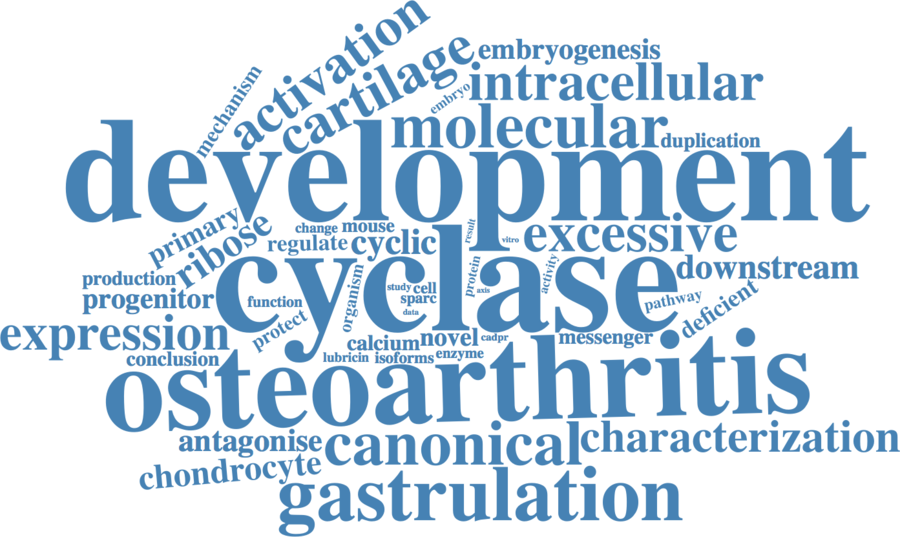 activation
embryogenesis
cartilage
mechanism
embryo
intracellular
molecular
duplication
development
primary
ribose
change
mouse
result
vitro
excessive
regulate
cyclic
production
progenitor
function
organism
study
cell
sparc
data
cyclase
protein
axis
activity
downstream
pathway
deficient
expression
protect
calcium
novel
cadpr
messenger
conclusion
lubricin
isoforms
enzyme
osteoarthritis
antagonise
canonical
characterization
chondrocyte
gastrulation